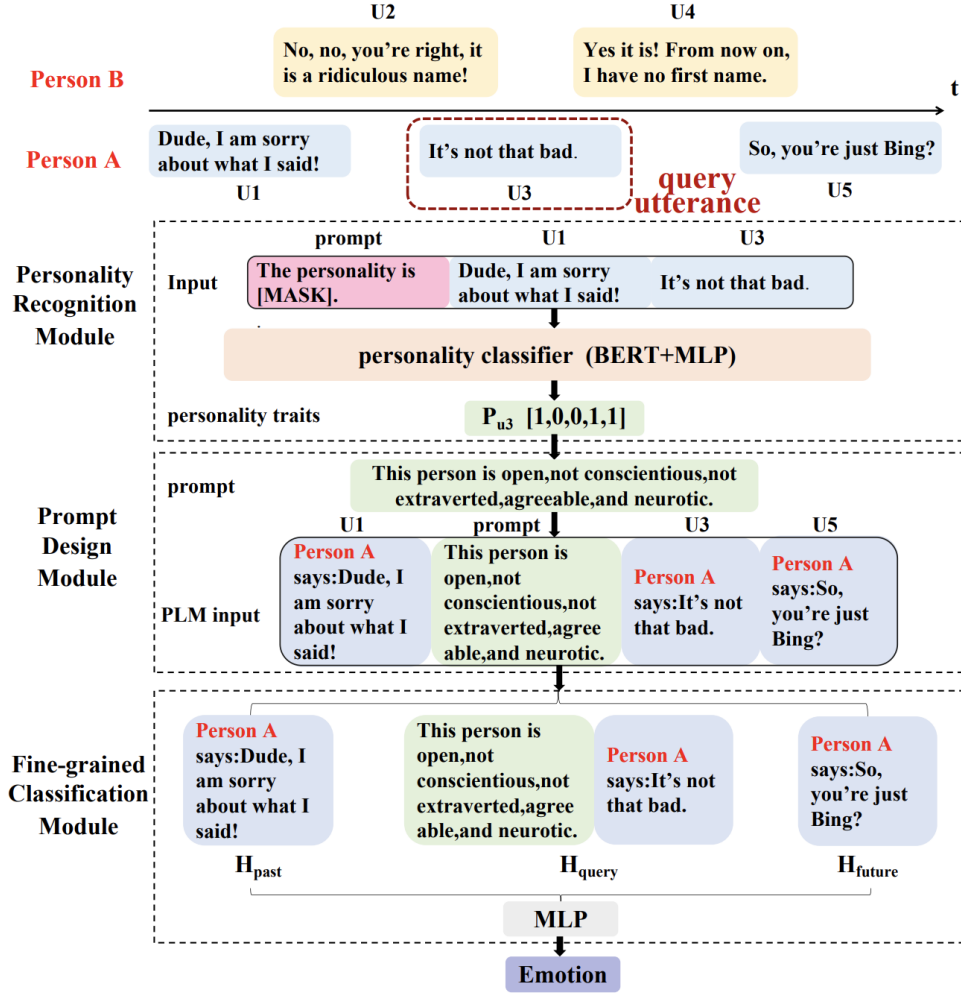 U2
U4
No, no, you're right, it
is a ridiculous name!
Yes it is! From now on,
I have no first name.
Person B
t
Person A
Dude, I am sorry
about what I said!
It's not that bad.
So, you're just Bing?
U1
U3
query
utterance
U5
Personality
Recognition
Module
prompt
U1
U3
Input
The personality is
[MASK].
Dude, I am sorry
about what I said!
It's not that bad.
personality classifier (BERT+MLP)
personality traits
Pu3 [1,0,0,1,1]
Prompt
Design
Module
prompt
This person is open,not conscientious,not
extraverted,agreeable,and neurotic.
U1
prompt
U3
U5
PLM input
Person A
says:Dude, I
am sorry
about what I
said!
This person is
open,not
conscientious,not
extraverted,agree
able,and neurotic.
Person A
says:It's not
that bad.
Person A
says:So,
you're just
Bing?
Fine-grained
Classification
Module
Person A
says:Dude, I
am sorry
about what I
said!
This person is
open,not
conscientious,not
extraverted,agree
able,and neurotic.
Person A
says:It's not
that bad.
Person A
says:So,
you're just
Bing?
Hpast
Hquery
Hfuture
MLP
Emotion